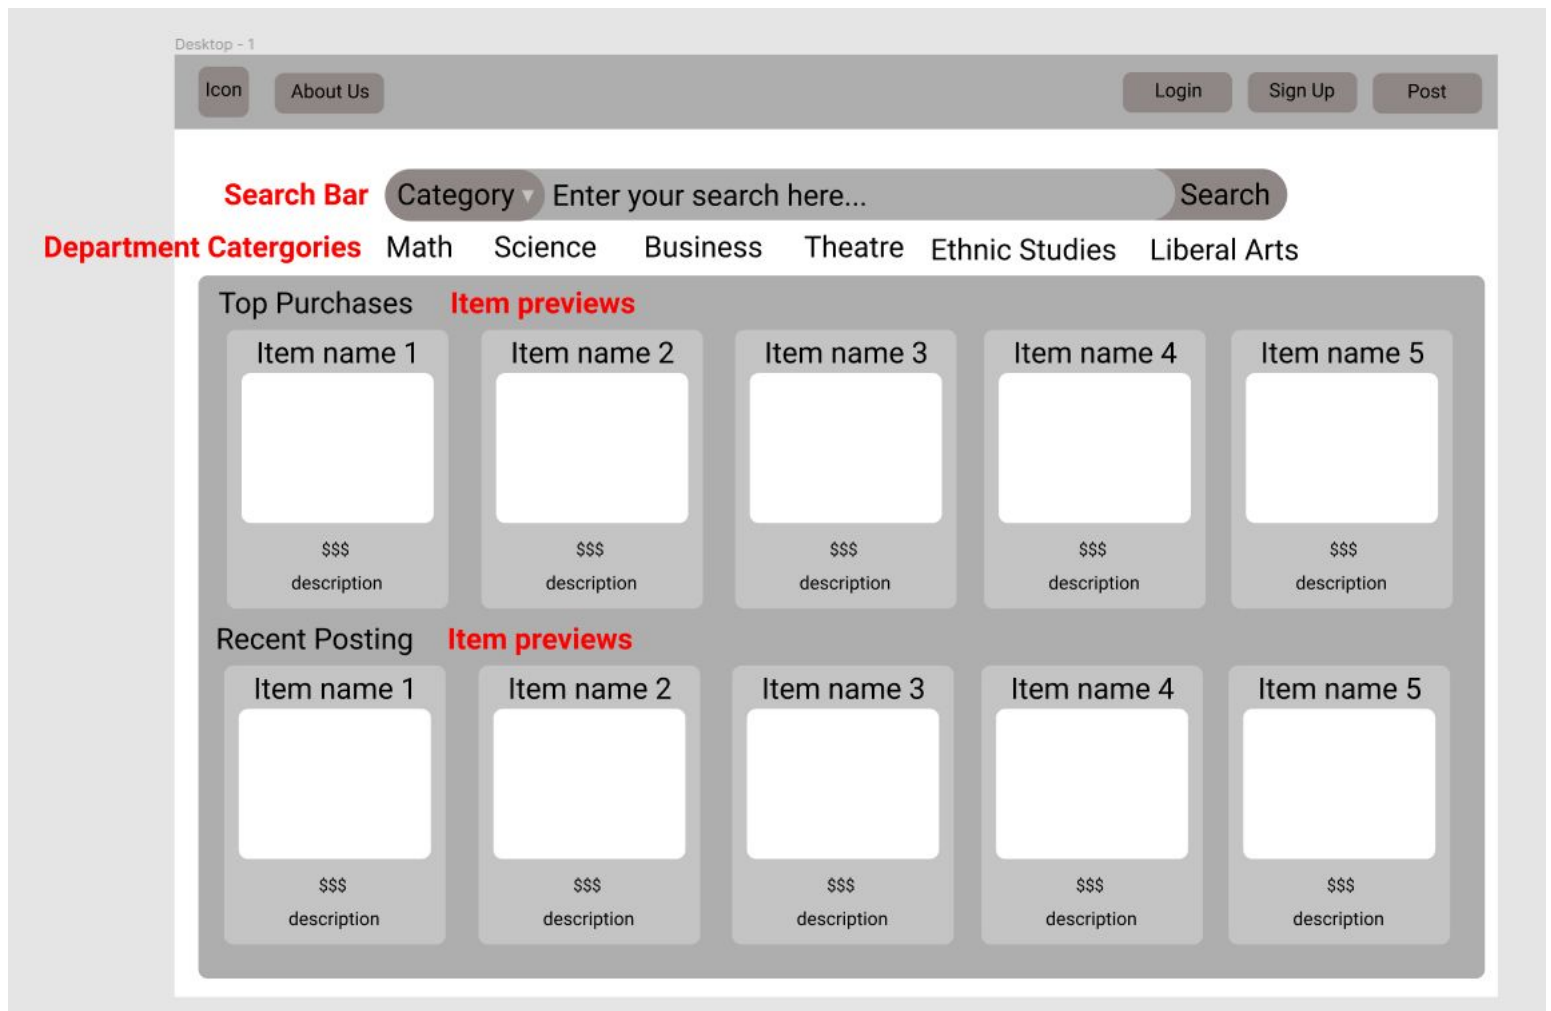 Desktop - 1
Icon About Us Login Sign Up Post
Search Bar Category ▾ Enter your search here... Search
Department Catergories Math Science Business Theatre Ethnic Studies Liberal Arts
Top Purchases Item previews
Item name 1 Item name 2 Item name 3 Item name 4 Item name 5
$$$ $$$ $$$ $$$ $$$
description description description description description
Recent Posting Item previews
Item name 1 Item name 2 Item name 3 Item name 4 Item name 5
$$$ $$$ $$$ $$$ $$$
description description description description description